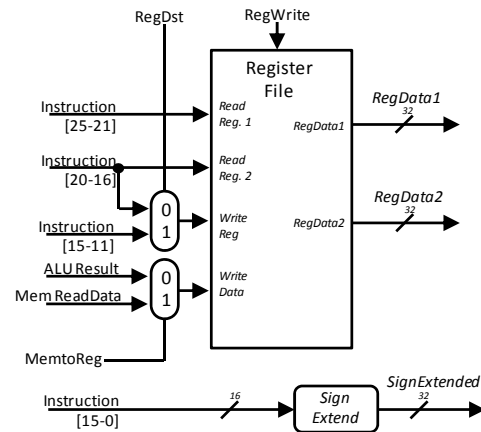 RegDst
RegWrite
Register
File
Instruction
[25-21]
Read
Reg. 1
RegData1
RegData1
32
Instruction
[20-16]
Read
Reg. 2
0
1
Instruction
[15-11]
Write
Reg
RegData2
RegData2
32
ALU Result
Mem ReadData
0
1
Write
Data
MemtoReg
Instruction
[15-0]
16
Sign
Extend
SignExtended
32